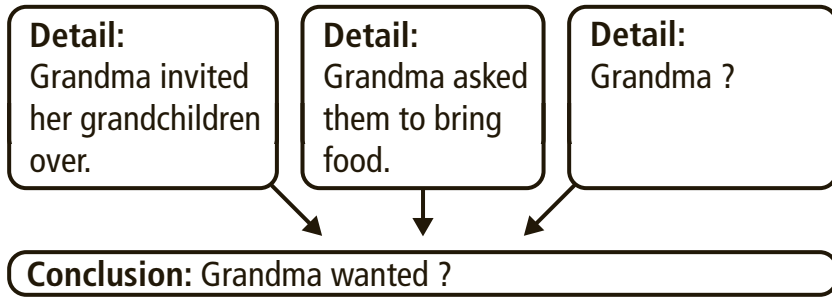 Detail:
Grandma invited
her grandchildren
over.
Detail:
Grandma asked
them to bring
food.
Detail:
Grandma ?
Conclusion: Grandma wanted ?